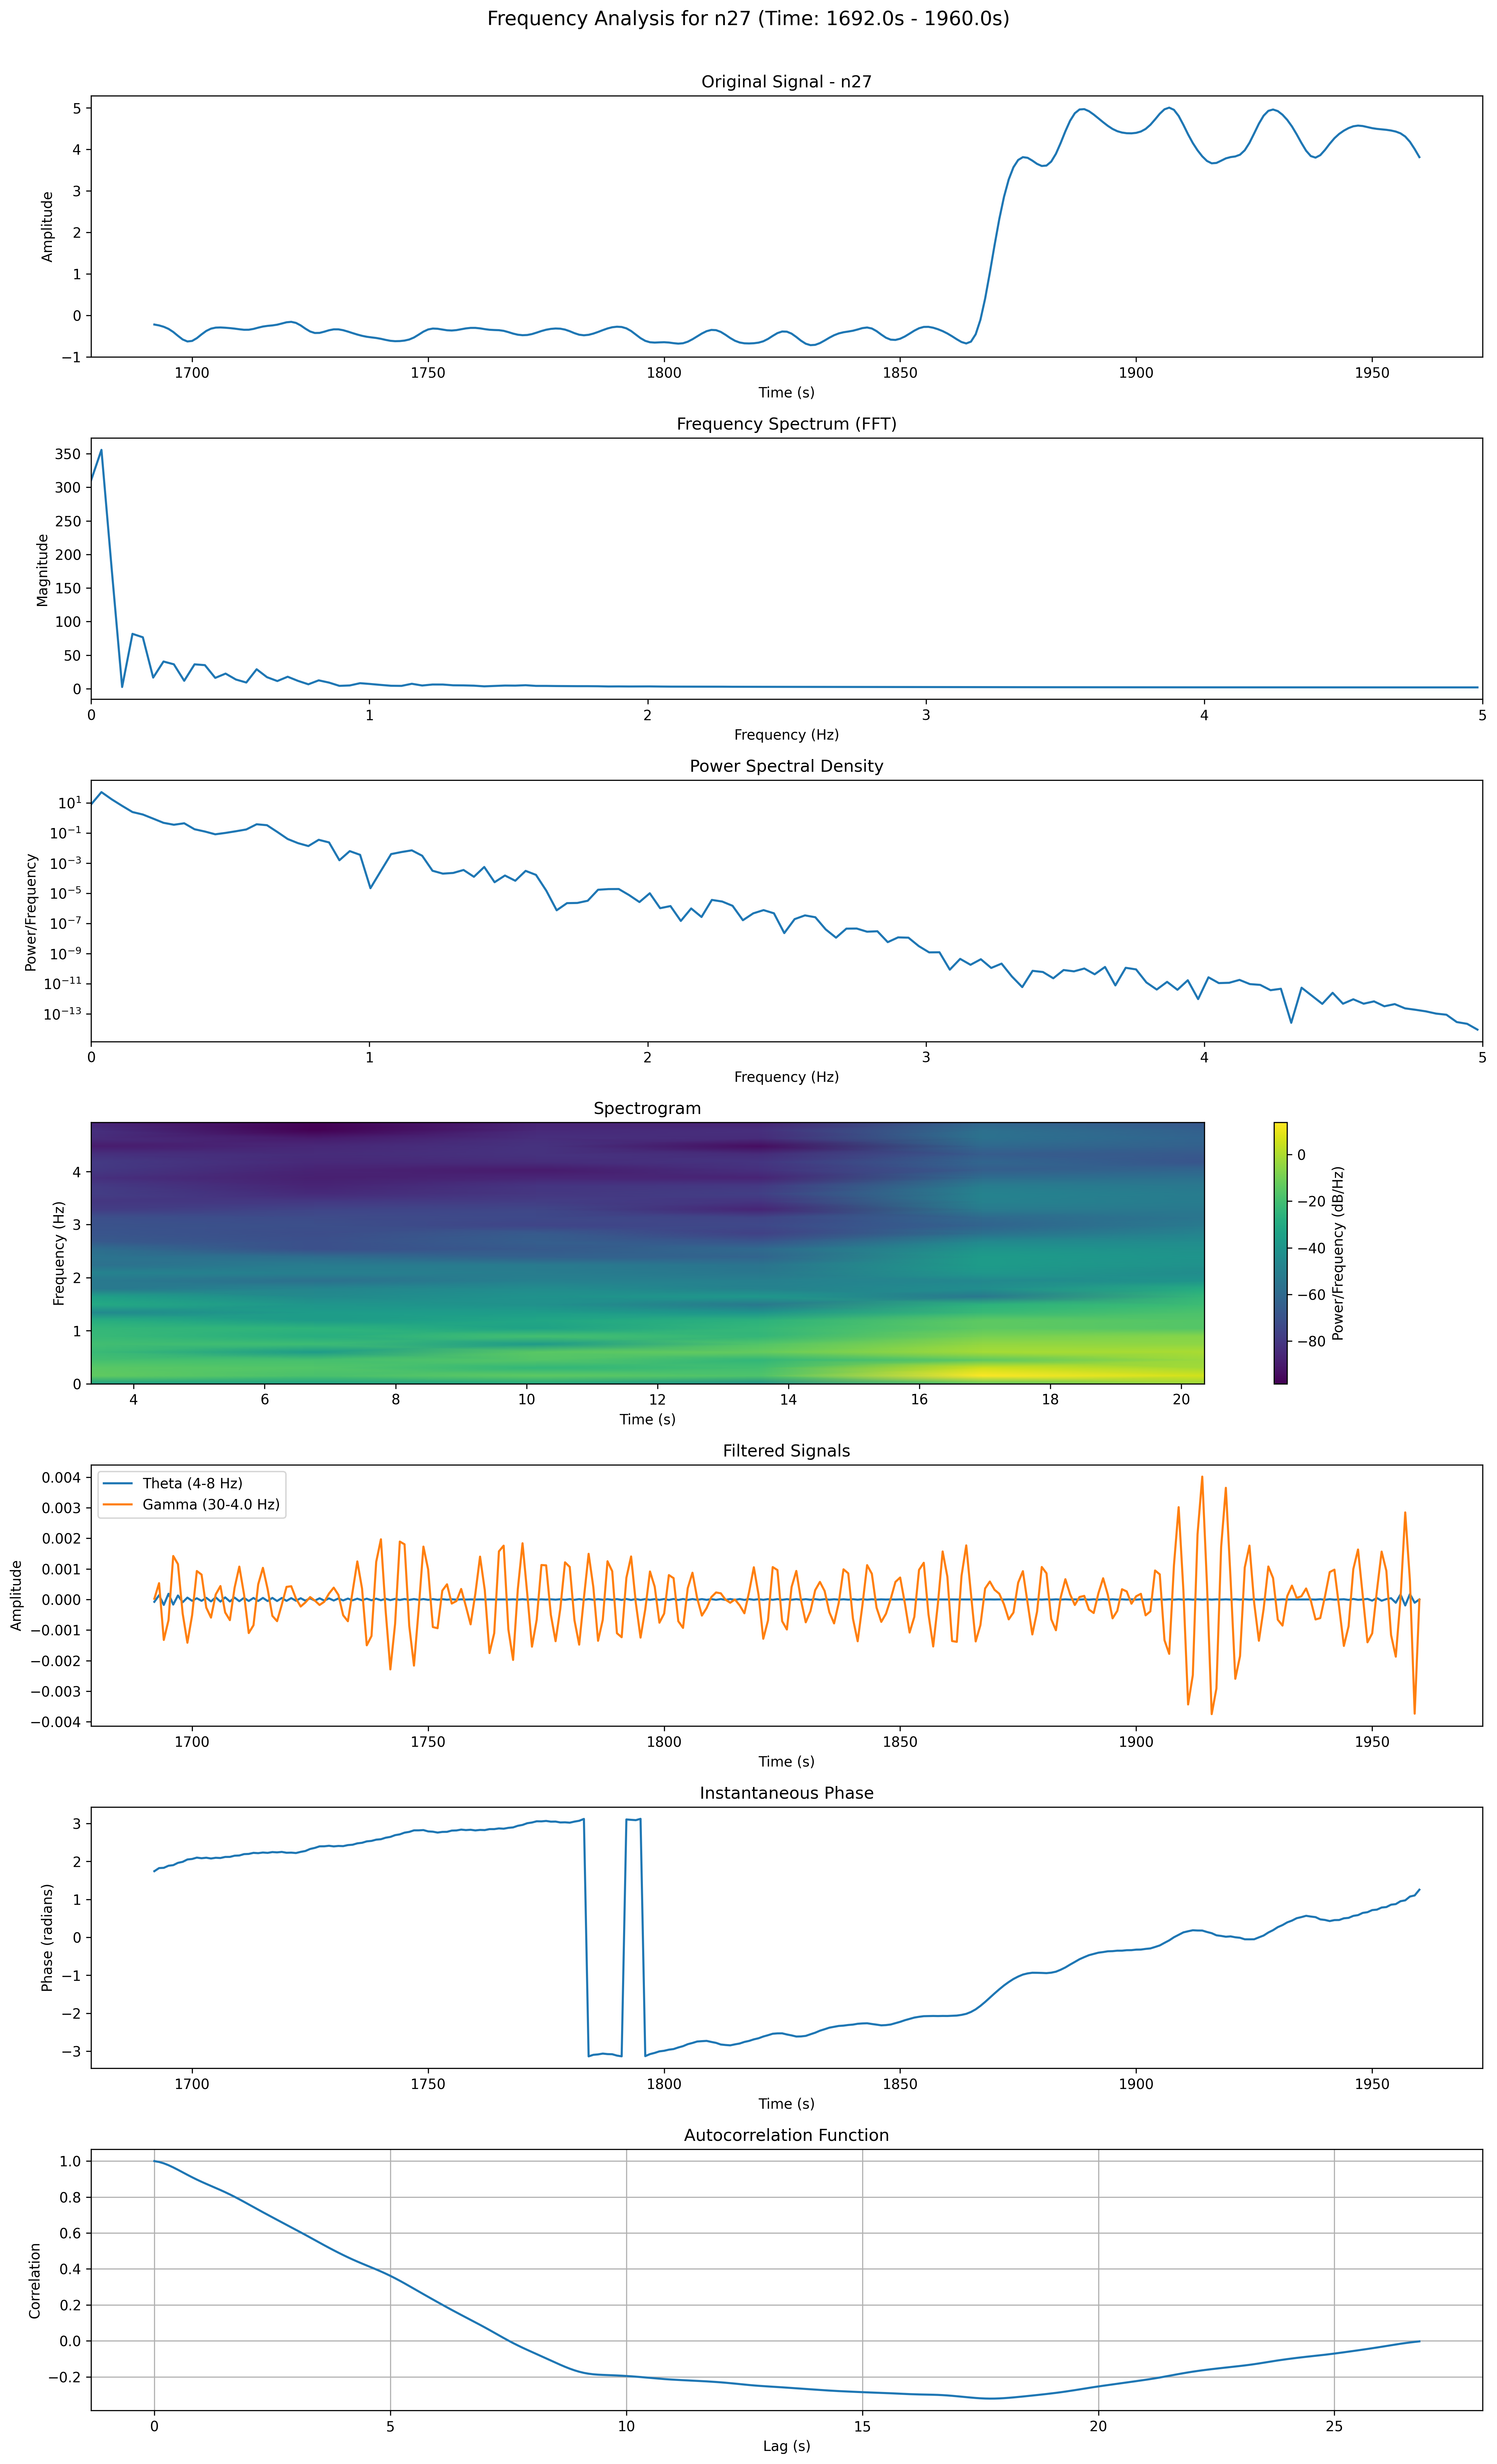 Frequency Analysis for n27 (Time: 1692.0s - 1960.0s)
Original Signal - n27
Amplitude
5
4
3
2
1
0
−1
1700 1750 1800 1850 1900 1950
Time (s)
Frequency Spectrum (FFT)
Magnitude
350
300
250
200
150
100
50
0
0 1 2 3 4 5
Frequency (Hz)
Power Spectral Density
Power/Frequency
10¹
10⁻¹
10⁻³
10⁻⁵
10⁻⁷
10⁻⁹
10⁻¹¹
10⁻¹³
0 1 2 3 4 5
Frequency (Hz)
Spectrogram
Frequency (Hz)
4
3
2
1
0
4 6 8 10 12 14 16 18 20
Time (s)
0
−20
−40
−60
−80
Power/Frequency (dB/Hz)
Filtered Signals
Theta (4-8 Hz)
Gamma (30-4.0 Hz)
Amplitude
0.004
0.003
0.002
0.001
0.000
−0.001
−0.002
−0.003
−0.004
1700 1750 1800 1850 1900 1950
Time (s)
Instantaneous Phase
Phase (radians)
3
2
1
0
−1
−2
−3
1700 1750 1800 1850 1900 1950
Time (s)
Autocorrelation Function
Correlation
1.0
0.8
0.6
0.4
0.2
0.0
−0.2
0 5 10 15 20 25
Lag (s)